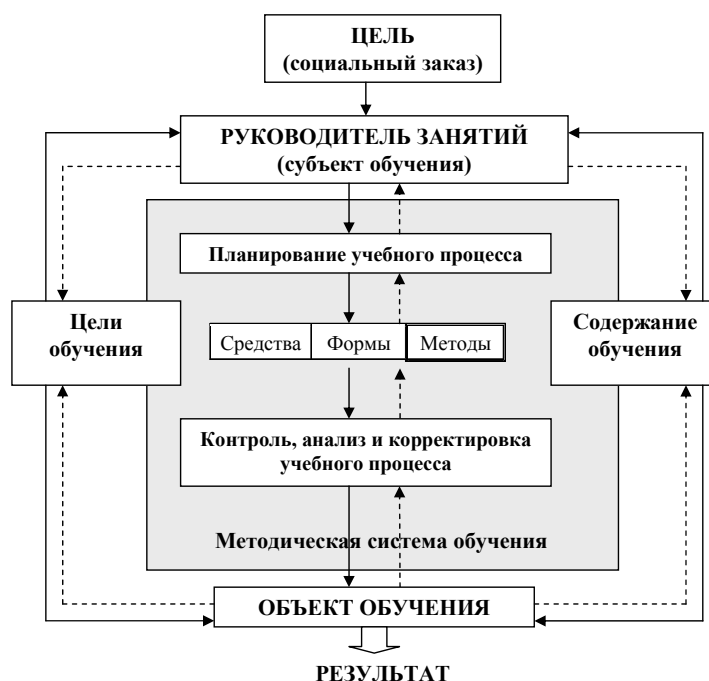 ЦЕЛЬ
(социальный заказ)
РУКОВОДИТЕЛЬ ЗАНЯТИЙ
(субъект обучения)
Планирование учебного процесса
Цели
обучения
Средства
Формы
Методы
Содержание
обучения
Контроль, анализ и корректировка
учебного процесса
Методическая система обучения
ОБЪЕКТ ОБУЧЕНИЯ
РЕЗУЛЬТАТ